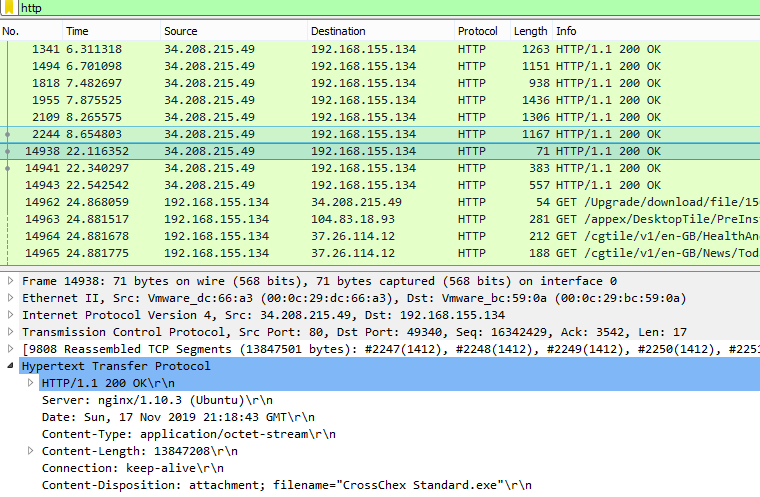 http
No. Time Source Destination Protocol Length Info
1341 6.311318 34.208.215.49 192.168.155.134 HTTP 1263 HTTP/1.1 200 OK
1494 6.701098 34.208.215.49 192.168.155.134 HTTP 1151 HTTP/1.1 200 OK
1818 7.482697 34.208.215.49 192.168.155.134 HTTP 938 HTTP/1.1 200 OK
1955 7.875525 34.208.215.49 192.168.155.134 HTTP 1436 HTTP/1.1 200 OK
2109 8.265575 34.208.215.49 192.168.155.134 HTTP 1306 HTTP/1.1 200 OK
2244 8.654803 34.208.215.49 192.168.155.134 HTTP 1167 HTTP/1.1 200 OK
14938 22.116352 34.208.215.49 192.168.155.134 HTTP 71 HTTP/1.1 200 OK
14941 22.340297 34.208.215.49 192.168.155.134 HTTP 383 HTTP/1.1 200 OK
14943 22.542542 34.208.215.49 192.168.155.134 HTTP 557 HTTP/1.1 200 OK
14962 24.868059 192.168.155.134 34.208.215.49 HTTP 54 GET /Upgrade/download/file/15
14963 24.881517 192.168.155.134 104.83.18.93 HTTP 281 GET /appex/DesktopTile/PreIns
14964 24.881678 192.168.155.134 37.26.114.12 HTTP 212 GET /cgtile/v1/en-GB/HealthAn
14965 24.881775 192.168.155.134 37.26.114.12 HTTP 188 GET /cgtile/v1/en-GB/News/Tod
Frame 14938: 71 bytes on wire (568 bits), 71 bytes captured (568 bits) on interface 0
Ethernet II, Src: Vmware_dc:66:a3 (00:0c:29:dc:66:a3), Dst: Vmware_bc:59:0a (00:0c:29:bc:59:0a)
Internet Protocol Version 4, Src: 34.208.215.49, Dst: 192.168.155.134
Transmission Control Protocol, Src Port: 80, Dst Port: 49340, Seq: 16342429, Ack: 3542, Len: 17
[9808 Reassembled TCP Segments (13847501 bytes): #2247(1412), #2248(1412), #2249(1412), #2250(1412), #2251
Hypertext Transfer Protocol
HTTP/1.1 200 OK\r\n
Server: nginx/1.10.3 (Ubuntu)\r\n
Date: Sun, 17 Nov 2019 21:18:43 GMT\r\n
Content-Type: application/octet-stream\r\n
Content-Length: 13847208\r\n
Connection: keep-alive\r\n
Content-Disposition: attachment; filename="CrossChex Standard.exe"\r\n